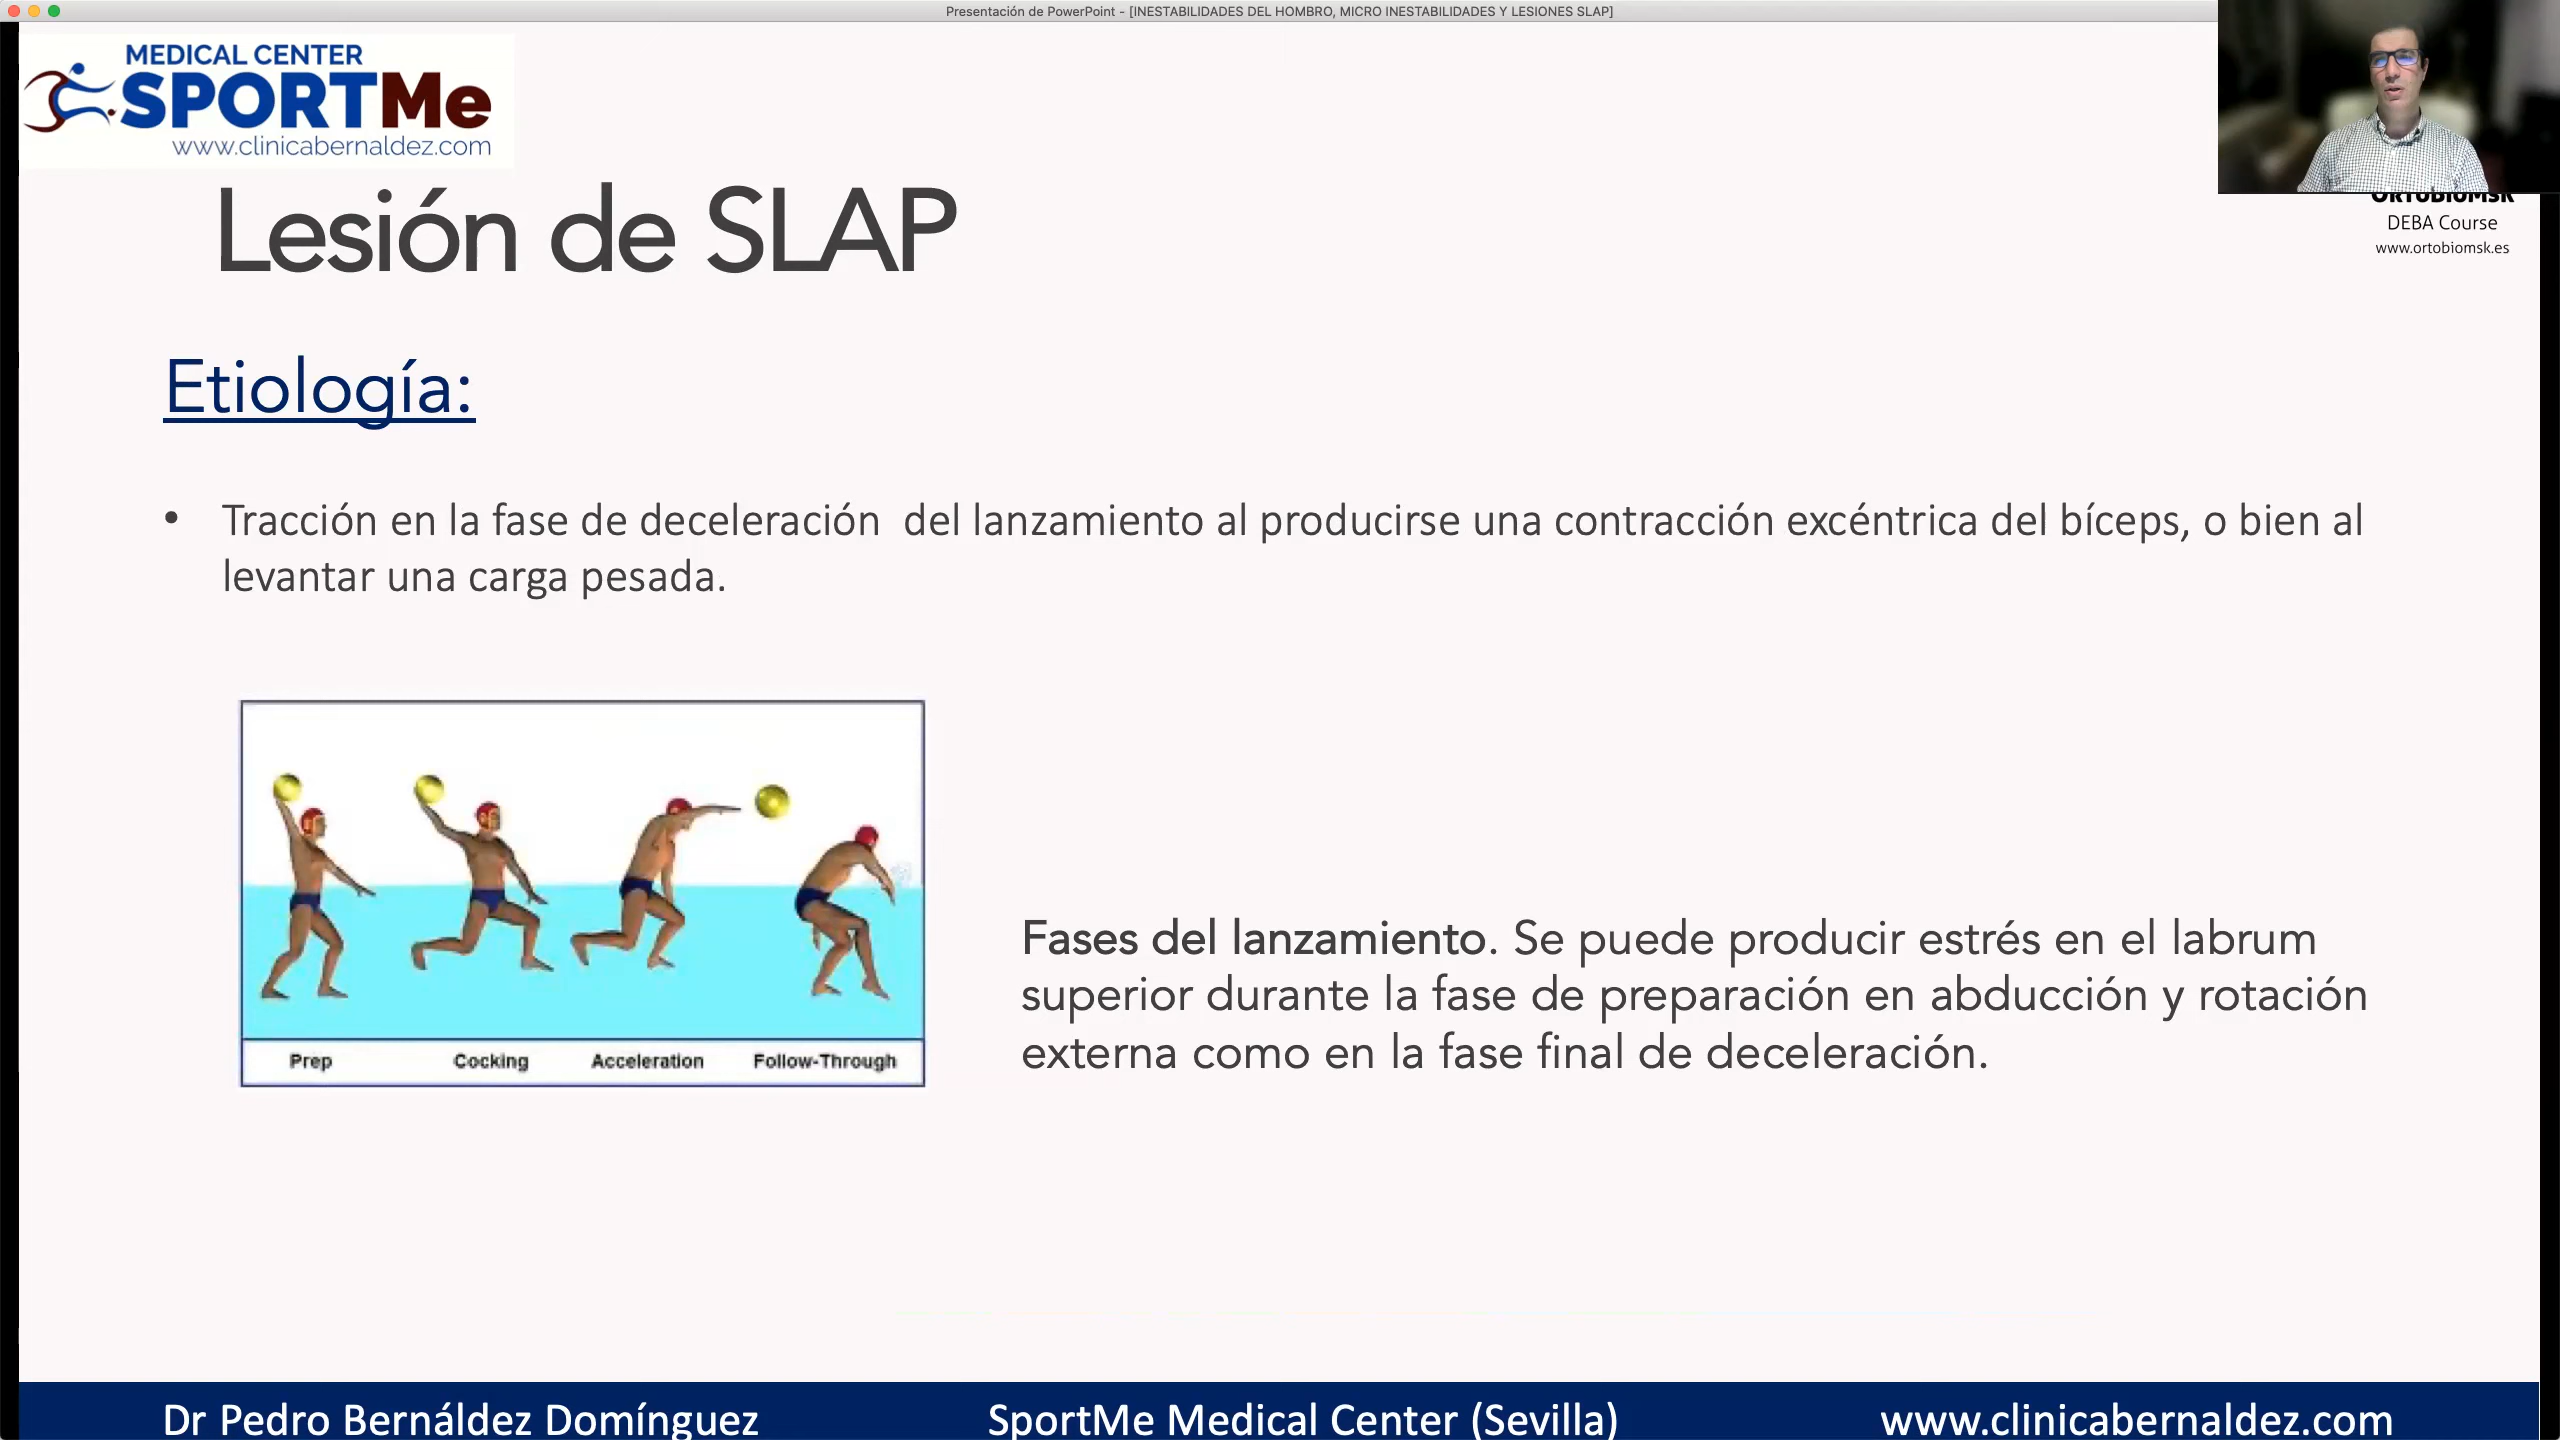 Presentación de PowerPoint - [INESTABILIDADES DEL HOMBRO, MICRO INESTABILIDADES Y LESIONES SLAP]
MEDICAL CENTER
SPORTMe
www.clinicabernaldez.com
ORTOBIOMSK
DEBA Course
www.ortobiomsk.es
Lesión de SLAP
Etiología:
• Tracción en la fase de deceleración del lanzamiento al producirse una contracción excéntrica del bíceps, o bien al
levantar una carga pesada.
Prep Cocking Acceleration Follow-Through
Fases del lanzamiento. Se puede producir estrés en el labrum
superior durante la fase de preparación en abducción y rotación
externa como en la fase final de deceleración.
Dr Pedro Bernáldez Domínguez SportMe Medical Center (Sevilla) www.clinicabernaldez.com